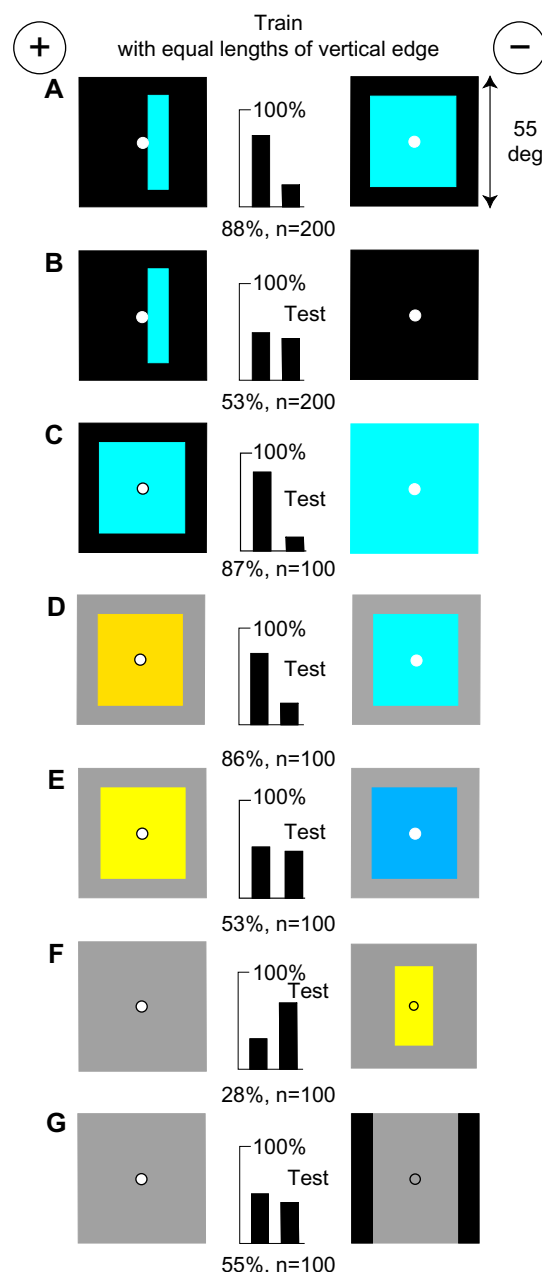 Train
with equal lengths of vertical edge
+
−
A
100%
55
deg
88%, n=200
B
100%
Test
53%, n=200
C
100%
Test
87%, n=100
D
100%
Test
86%, n=100
E
100%
Test
53%, n=100
F
100%
Test
28%, n=100
G
100%
Test
55%, n=100